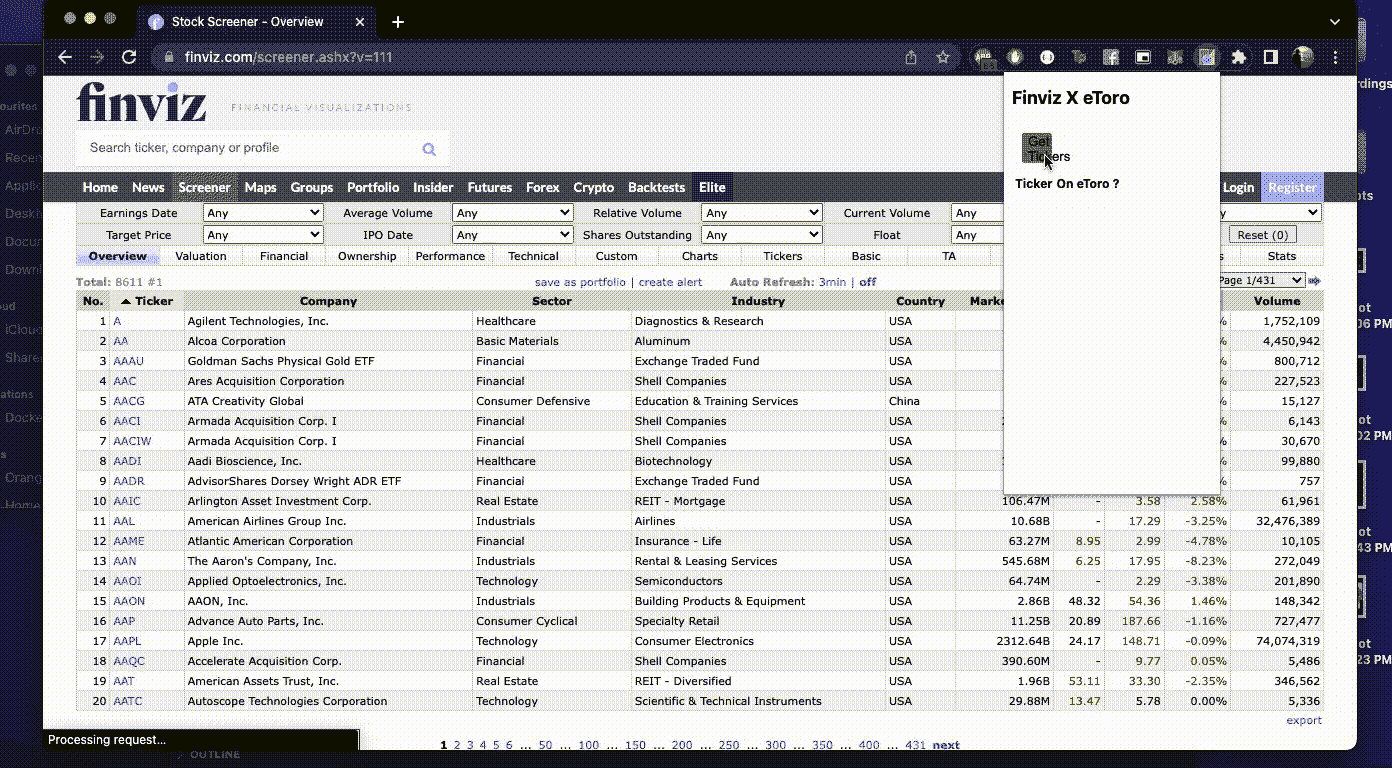 Stock Screener - Overview
finviz.com/screener.ashx?v=111
finviz FINANCIAL VISUALIZATIONS
Search ticker, company or profile
Finviz X eToro
Get
Tickers
Ticker On eToro ?
Home News Screener Maps Groups Portfolio Insider Futures Forex Crypto Backtests Elite Login Register
Earnings Date Any Average Volume Any Relative Volume Any Current Volume Any
Target Price Any IPO Date Any Shares Outstanding Any Float Any Reset (0)
Overview Valuation Financial Ownership Performance Technical Custom Charts Tickers Basic TA Stats
Total: 8611 #1 save as portfolio | create alert Auto Refresh: 3min | off Page 1/431
No. Ticker Company Sector Industry Country Volume
1 A Agilent Technologies, Inc. Healthcare Diagnostics & Research USA 1,752,109
2 AA Alcoa Corporation Basic Materials Aluminum USA 4,450,942
3 AAAU Goldman Sachs Physical Gold ETF Financial Exchange Traded Fund USA 800,712
4 AAC Ares Acquisition Corporation Financial Shell Companies USA 227,523
5 AACG ATA Creativity Global Consumer Defensive Education & Training Services China 15,127
6 AACI Armada Acquisition Corp. I Financial Shell Companies USA 6,143
7 AACIW Armada Acquisition Corp. I Financial Shell Companies USA 30,670
8 AADI Aadi Bioscience, Inc. Healthcare Biotechnology USA 99,880
9 AADR AdvisorShares Dorsey Wright ADR ETF Financial Exchange Traded Fund USA 757
10 AAIC Arlington Asset Investment Corp. Real Estate REIT - Mortgage USA 106.47M - 3.58 2.58% 61,961
11 AAL American Airlines Group Inc. Industrials Airlines USA 10.68B - 17.29 -3.25% 32,476,389
12 AAME Atlantic American Corporation Financial Insurance - Life USA 63.27M 8.95 2.99 -4.78% 10,105
13 AAN The Aaron's Company, Inc. Industrials Rental & Leasing Services USA 545.68M 6.25 17.95 -8.23% 272,049
14 AAOI Applied Optoelectronics, Inc. Technology Semiconductors USA 64.74M - 2.29 -3.38% 201,890
15 AAON AAON, Inc. Industrials Building Products & Equipment USA 2.86B 48.32 54.36 1.46% 148,342
16 AAP Advance Auto Parts, Inc. Consumer Cyclical Specialty Retail USA 11.25B 20.89 187.66 -1.16% 727,477
17 AAPL Apple Inc. Technology Consumer Electronics USA 2312.64B 24.17 148.71 -0.09% 74,074,319
18 AAQC Accelerate Acquisition Corp. Financial Shell Companies USA 390.60M - 9.77 0.05% 5,486
19 AAT American Assets Trust, Inc. Real Estate REIT - Diversified USA 1.96B 53.11 33.30 -2.35% 346,562
20 AATC Autoscope Technologies Corporation Technology Scientific & Technical Instruments USA 29.88M 13.47 5.78 0.00% 5,336
export
Processing request...
1 2 3 4 5 6 ... 50 ... 100 ... 150 ... 200 ... 250 ... 300 ... 350 ... 400 ... 431 next
OUTLINE